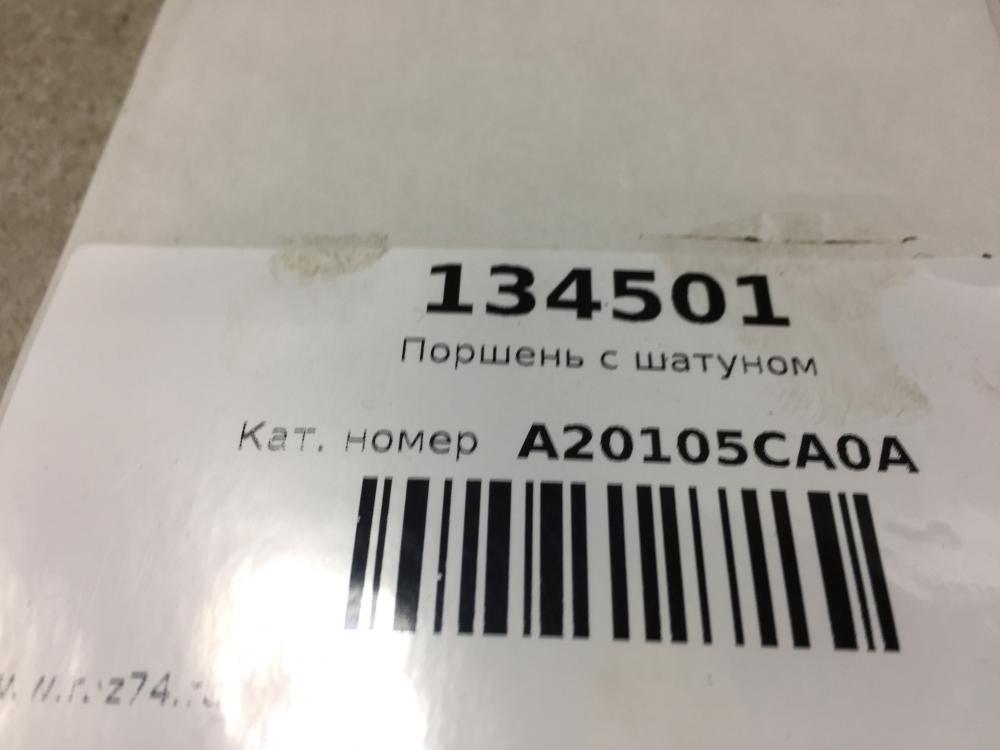 134501
Поршень с шатуном
Кат. номер A20105CA0A